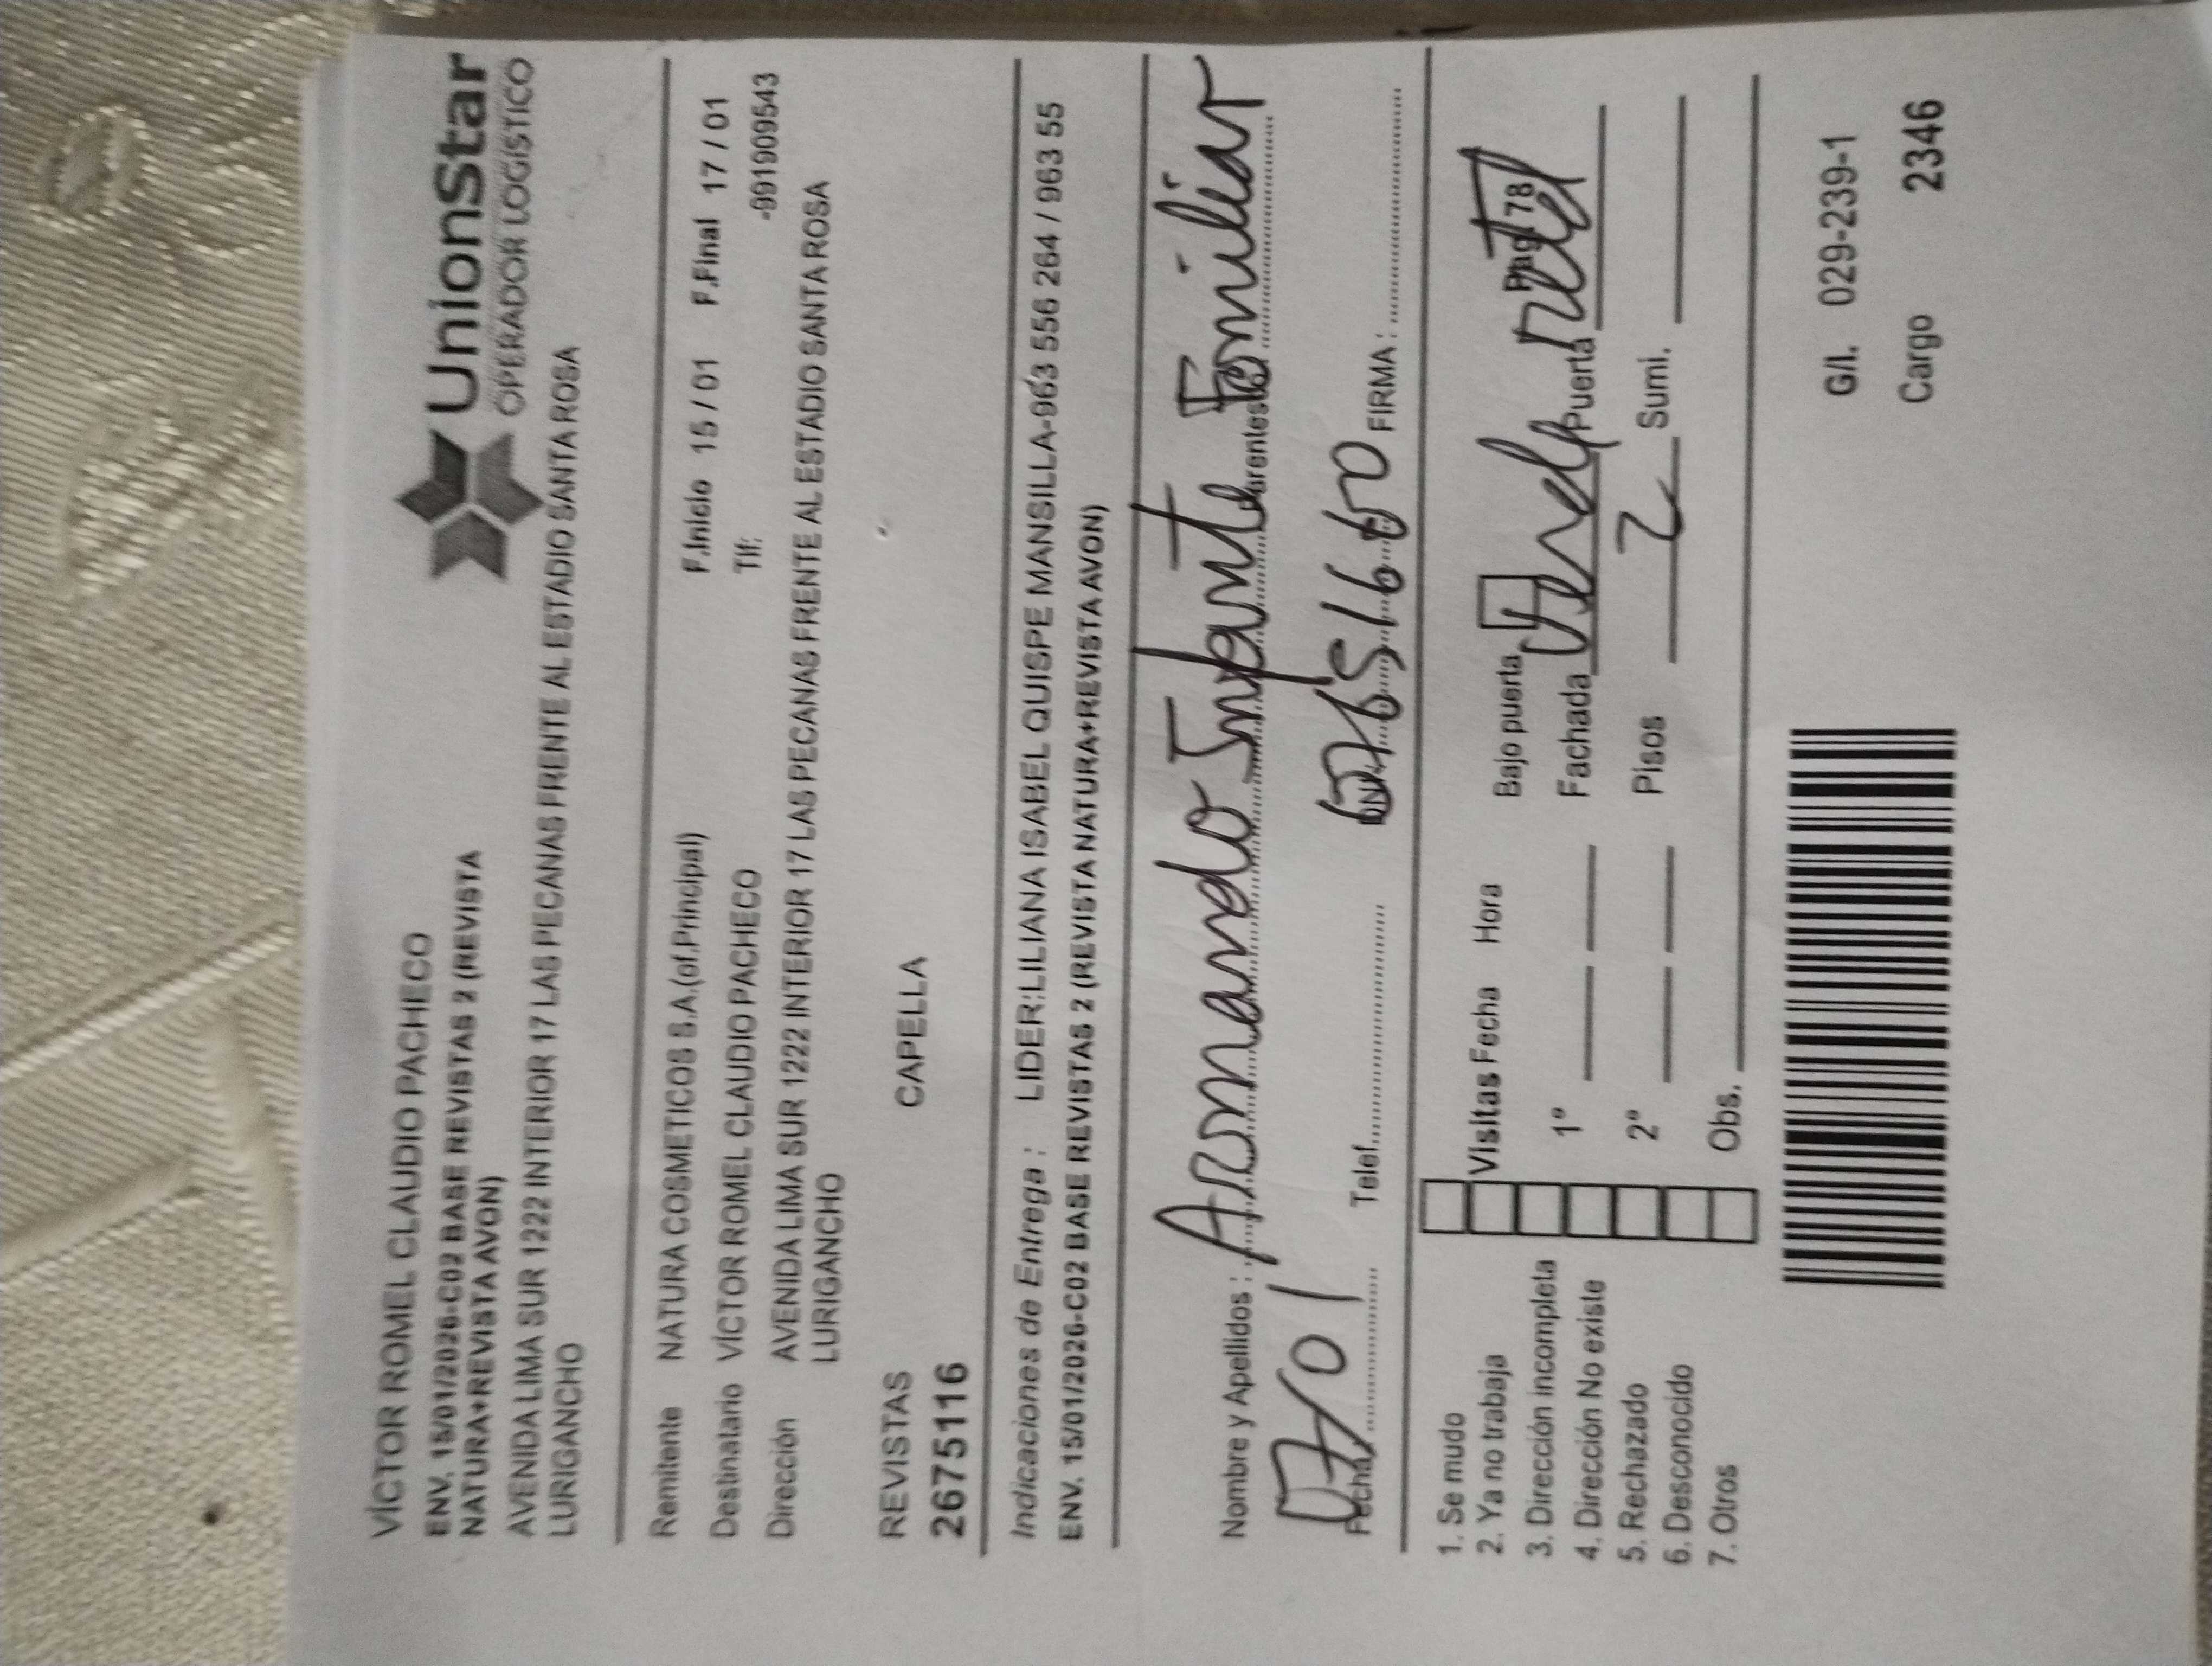 VÍCTOR ROMEL CLAUDIO PACHECO
ENV. 15/01/2026-C02 BASE REVISTAS 2 (REVISTA
NATURA+REVISTA AVON)
AVENIDA LIMA SUR 1222 INTERIOR 17 LAS PECANAS FRENTE AL ESTADIO SANTA ROSA
LURIGANCHO
UnionStar
OPERADOR LOGÍSTICO
Remitente NATURA COSMETICOS S.A.(of.Principal) F.Inicio 15 / 01 F.Final 17 / 01
Destinatario VÍCTOR ROMEL CLAUDIO PACHECO Tlf: -991909543
Dirección AVENIDA LIMA SUR 1222 INTERIOR 17 LAS PECANAS FRENTE AL ESTADIO SANTA ROSA
LURIGANCHO
REVISTAS CAPELLA
2675116
Indicaciones de Entrega : LIDER:LILIANA ISABEL QUISPE MANSILLA-963 556 264 / 963 55
ENV. 15/01/2026-C02 BASE REVISTAS 2 (REVISTA NATURA+REVISTA AVON)
Nombre y Apellidos : Armando Infante Familiar
Fecha Telef. DNI FIRMA :
1. Se mudo
2. Ya no trabaja
3. Dirección incompleta
4. Dirección No existe
5. Rechazado
6. Desconocido
7. Otros
Visitas Fecha Hora Bajo puerta Pag. 78
1° Fachada Puerta
2° Pisos 2 Sumi.
Obs.
G/I. 029-239-1
Cargo 2346